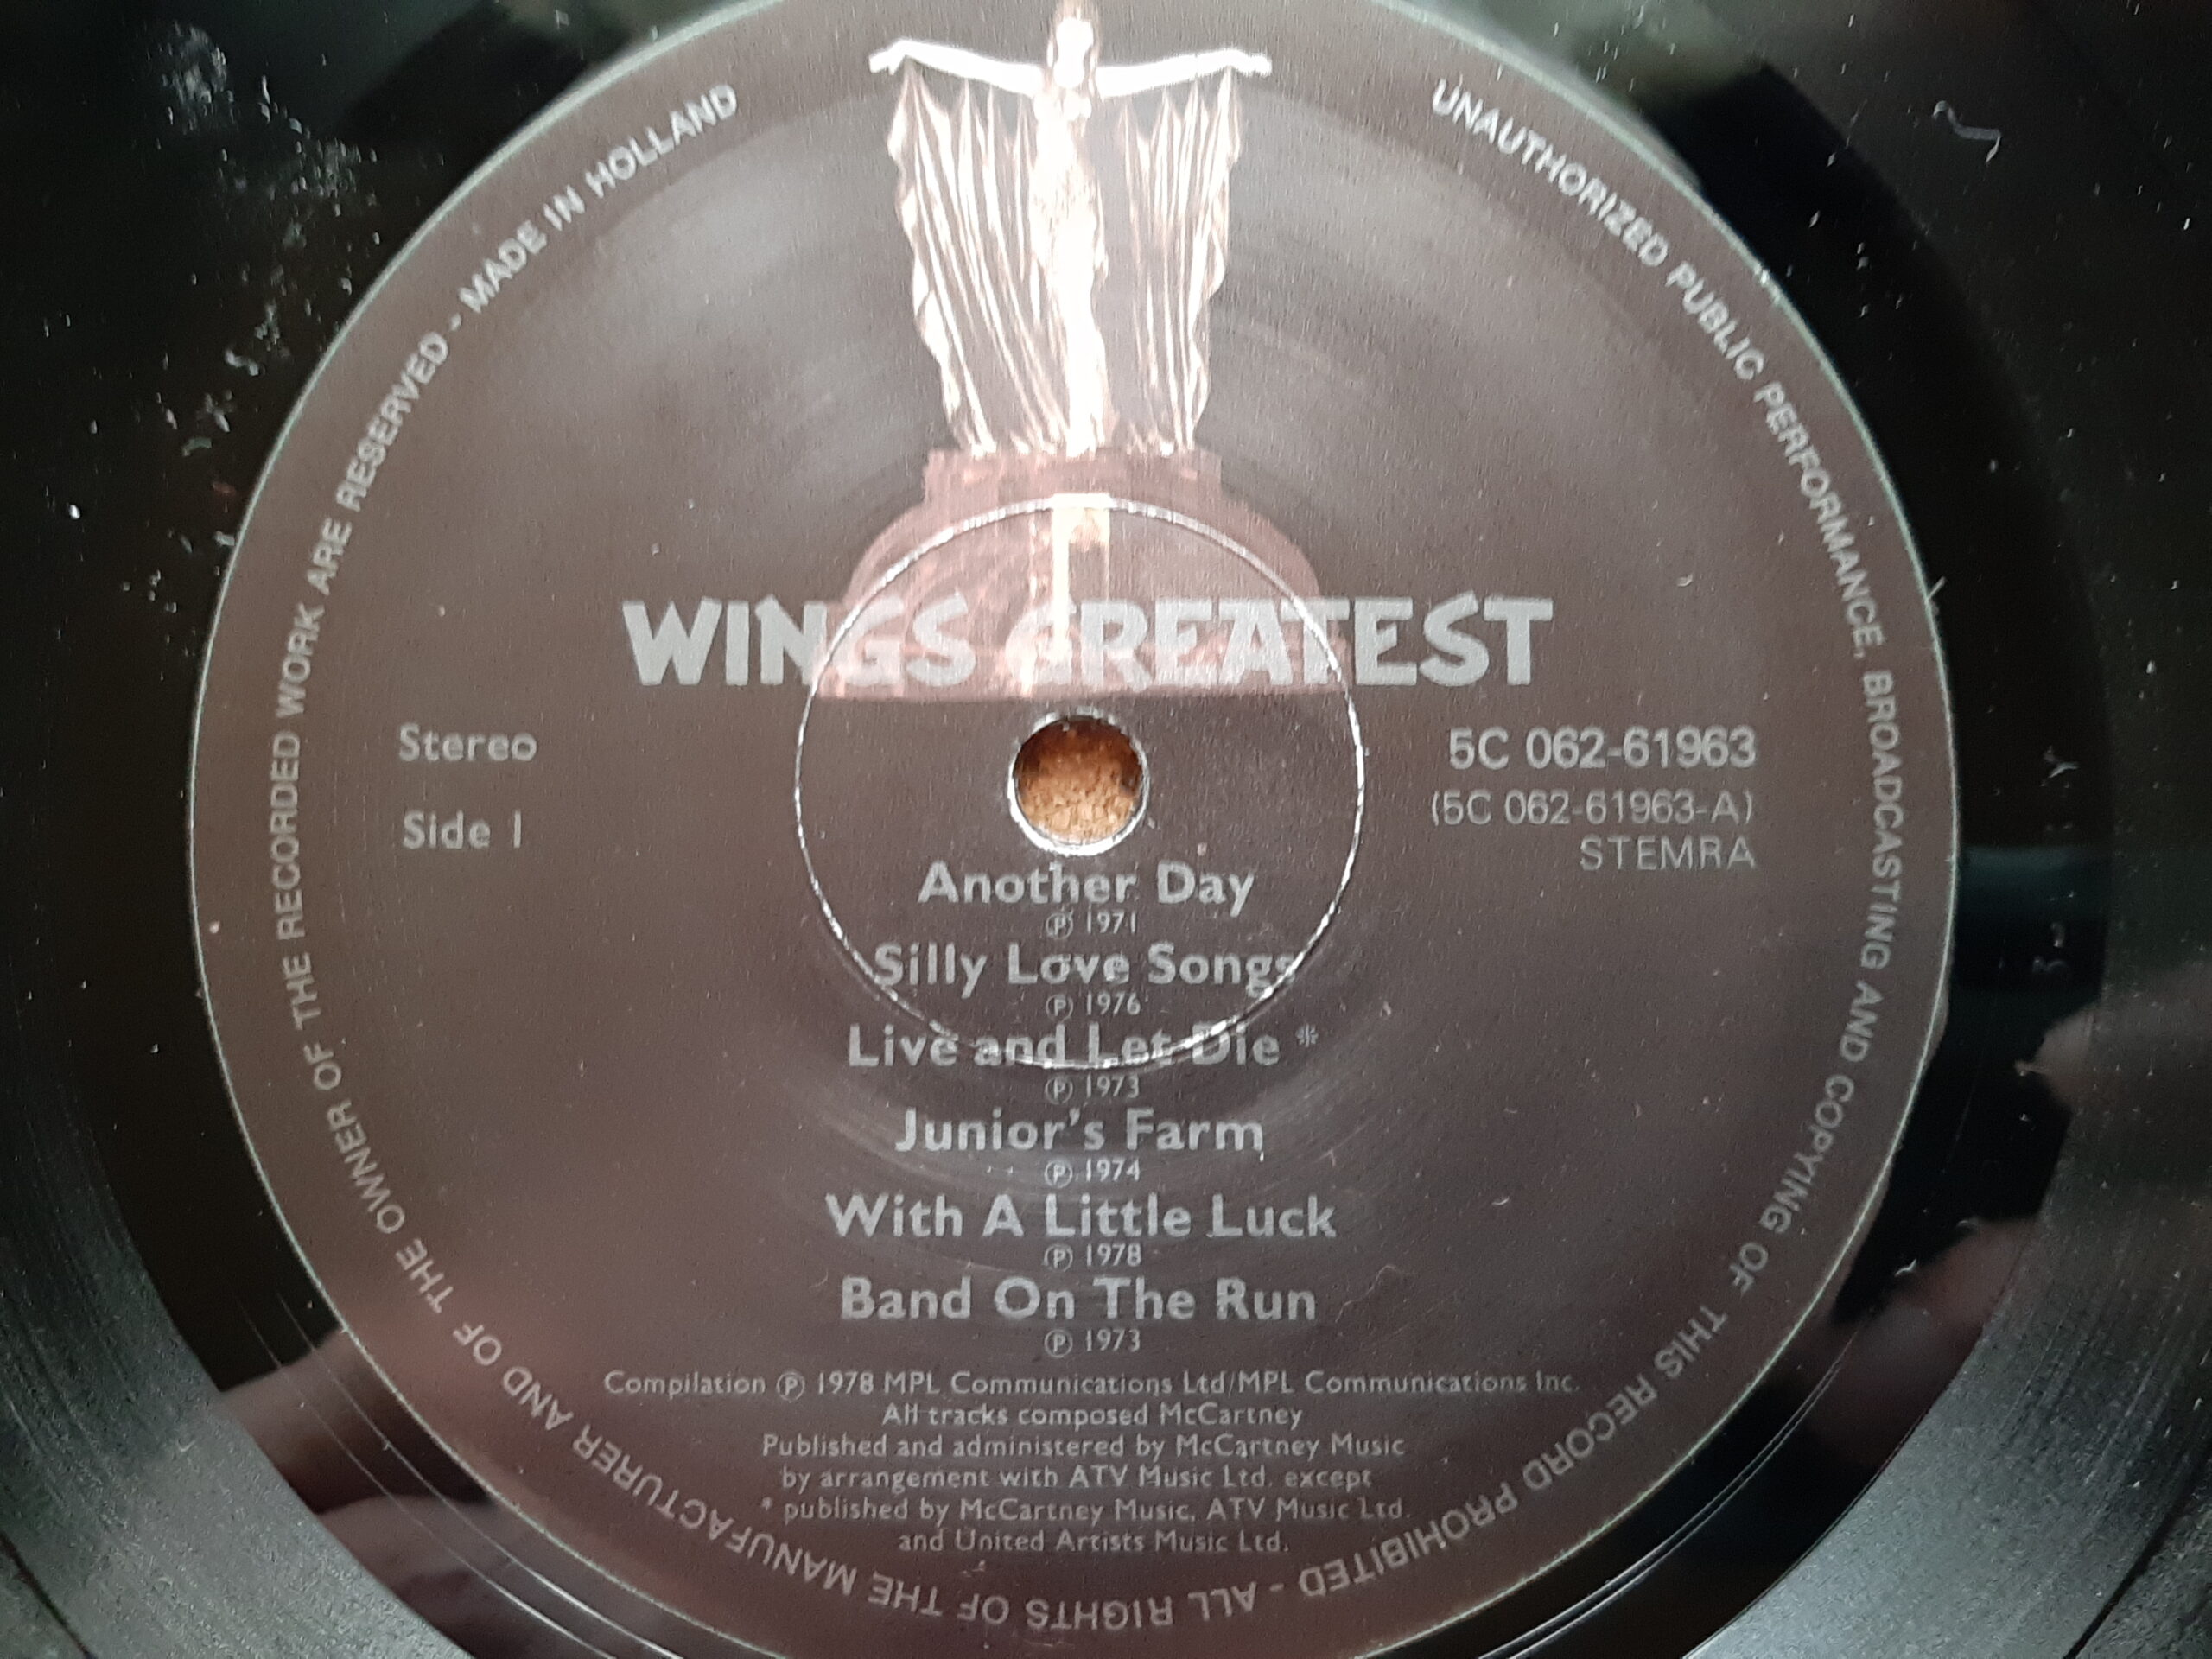 WINGS GREATEST
Stereo
Side 1
5C 062-61963
(5C 062-61963-A)
STEMRA
Another Day
℗ 1971
Silly Love Songs
℗ 1976
Live and Let Die *
℗ 1973
Junior's Farm
℗ 1974
With A Little Luck
℗ 1978
Band On The Run
℗ 1973
Compilation ℗ 1978 MPL Communications Ltd/MPL Communications Inc.
All tracks composed McCartney
Published and administered by McCartney Music
by arrangement with ATV Music Ltd. except
* published by McCartney Music, ATV Music Ltd.
and United Artists Music Ltd.
UNAUTHORIZED PUBLIC PERFORMANCE, BROADCASTING AND COPYING OF THIS RECORD PROHIBITED - ALL RIGHTS OF THE MANUFACTURER AND OF THE OWNER OF THE RECORDED WORK ARE RESERVED - MADE IN HOLLAND